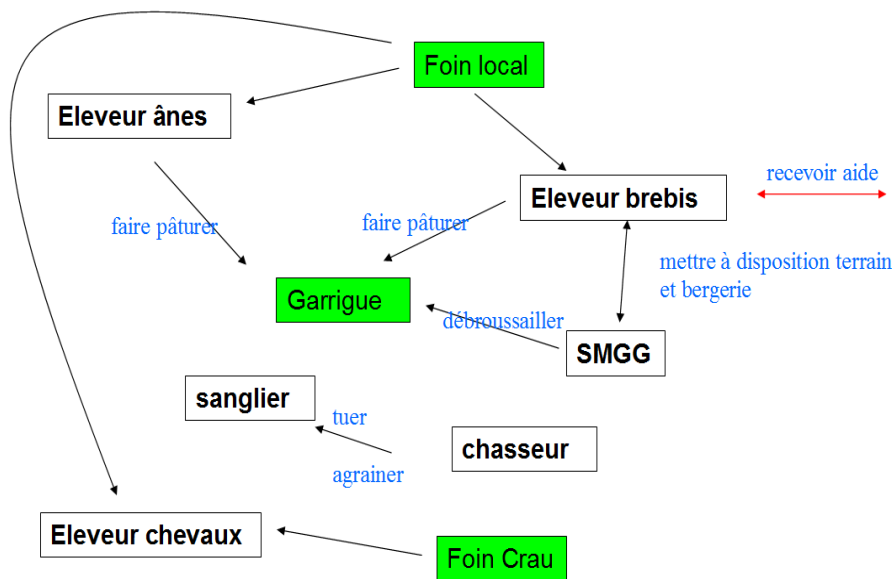 Foin local
Eleveur ânes
recevoir aide
Eleveur brebis
faire pâturer
faire pâturer
mettre à disposition terrain
et bergerie
Garrigue
débroussailler
SMGG
sanglier
tuer
chasseur
agrainer
Eleveur chevaux
Foin Crau